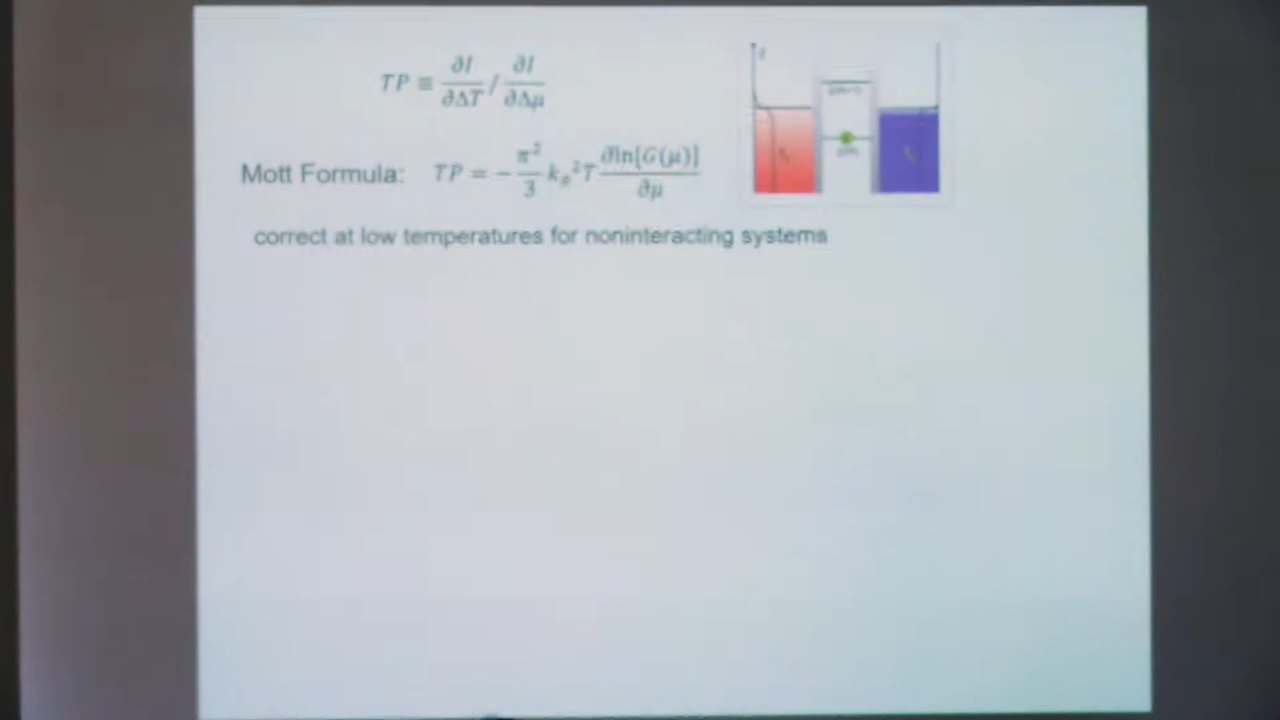 TP ≡ ∂I/∂ΔT / ∂I/∂Δμ
Mott Formula: TP = −π²/3 k_B²T ∂ln[G(μ)]/∂μ
correct at low temperatures for noninteracting systems